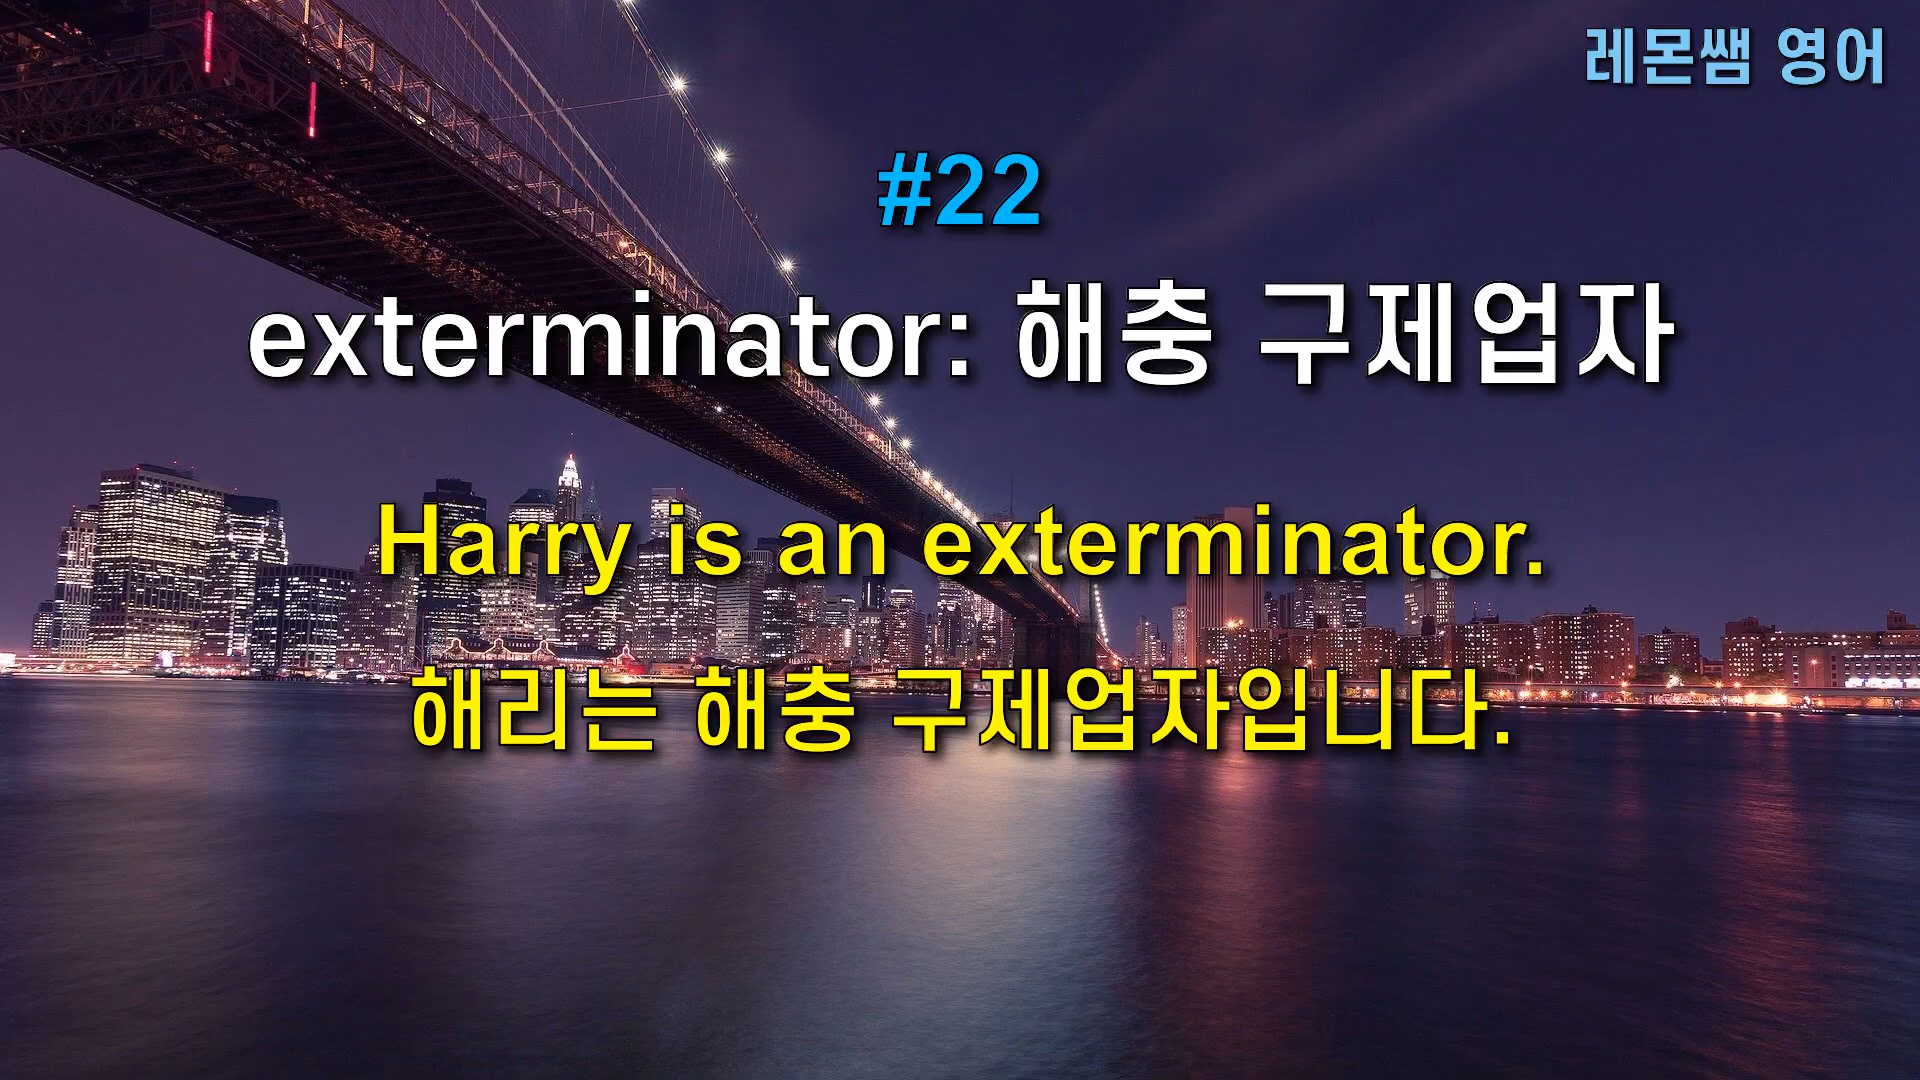 레몬쌤 영어
#22
exterminator: 해충 구제업자
Harry is an exterminator.
해리는 해충 구제업자입니다.